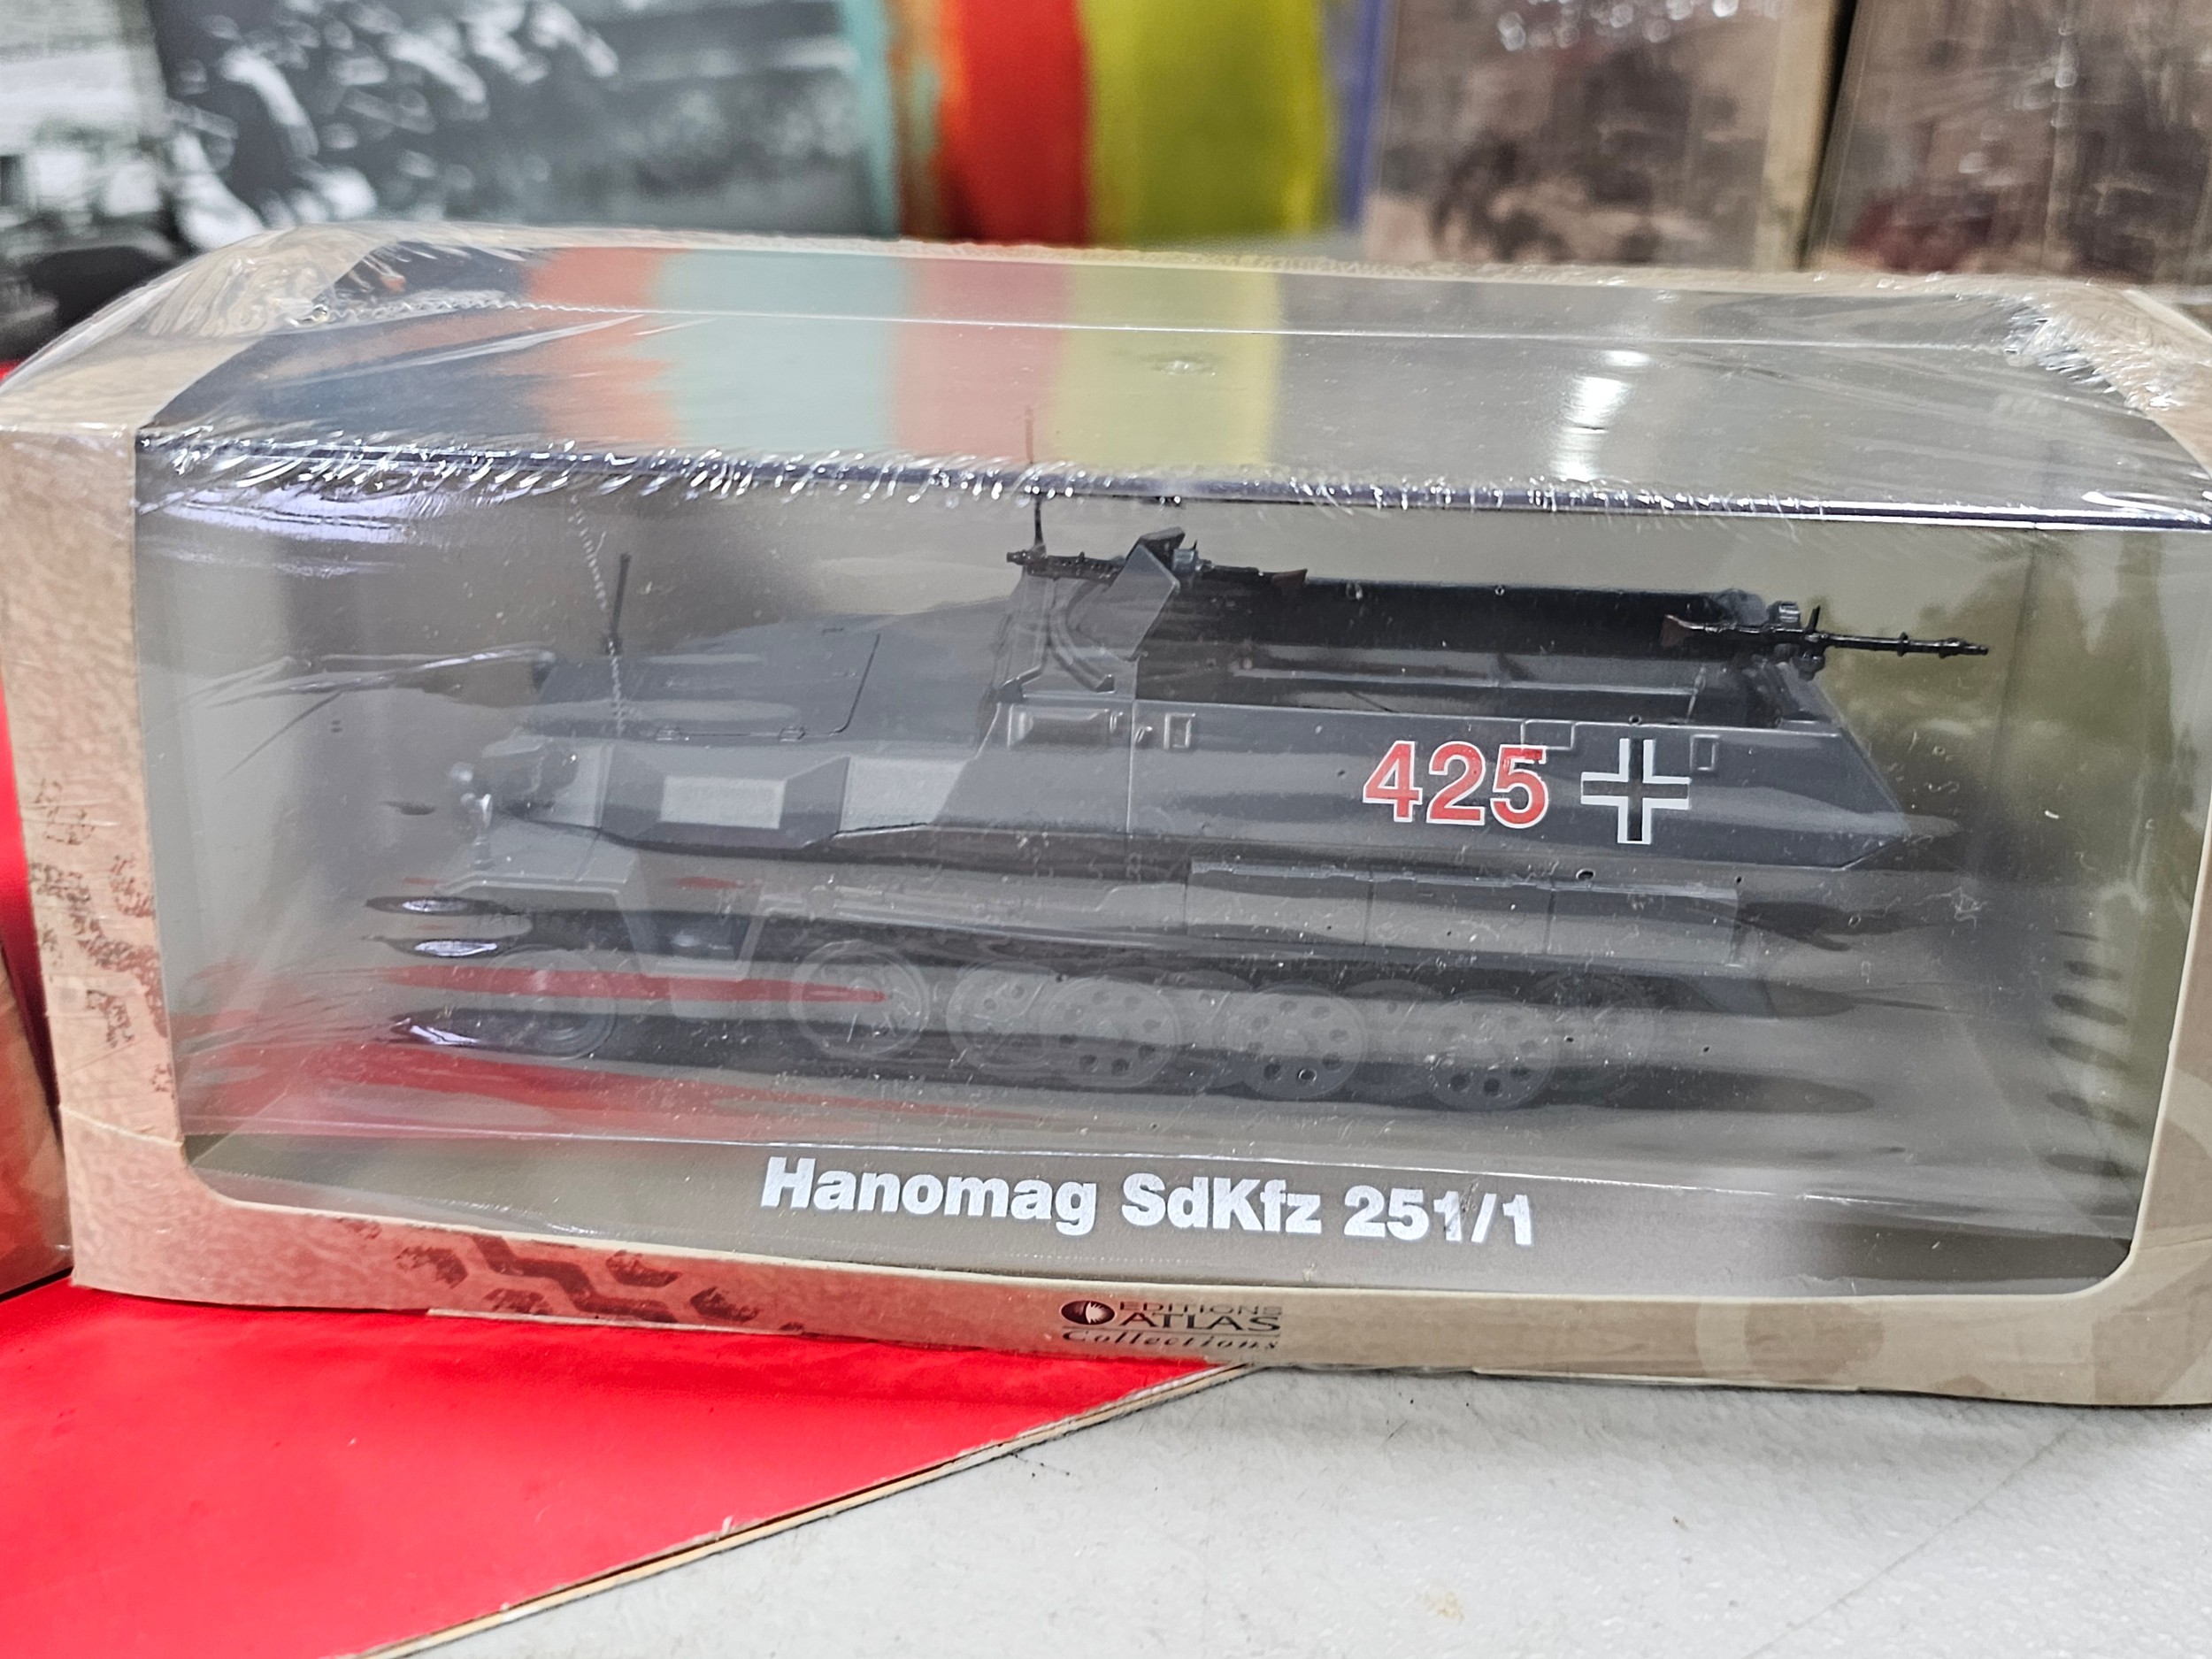 425
Hanomag SdKfz 251/1
EDITIONS
ATLAS
Collections